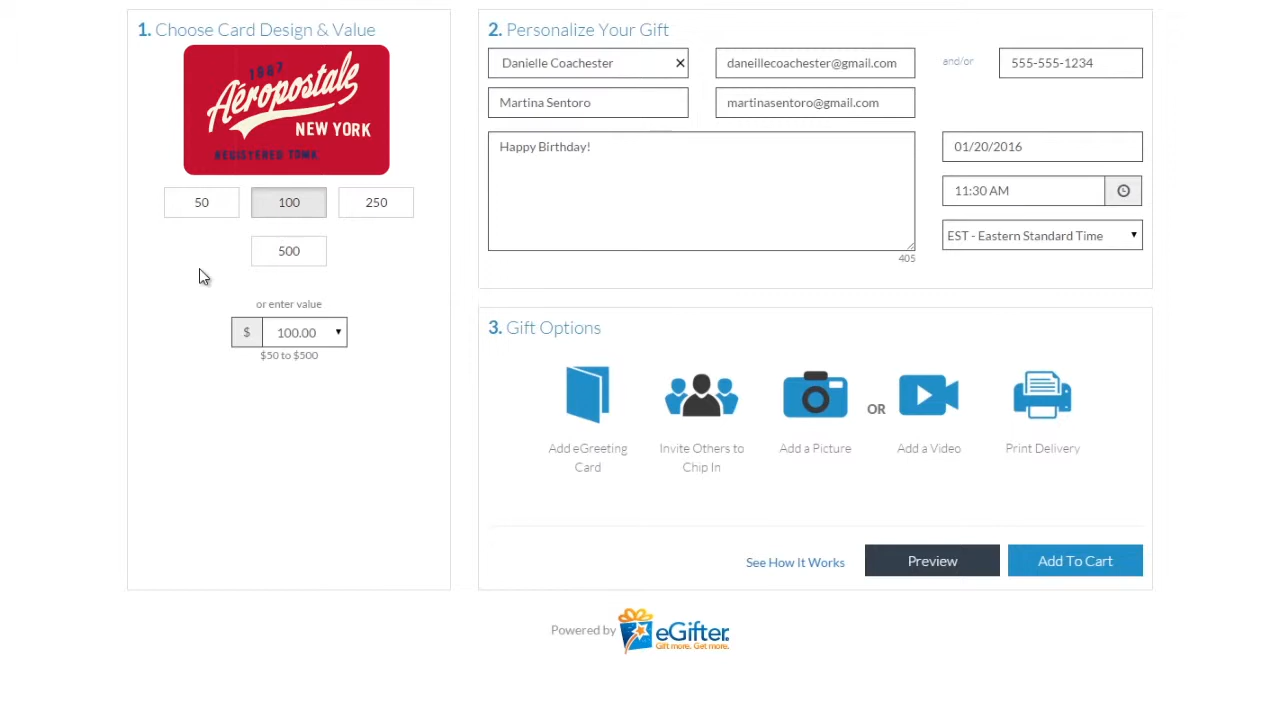 1. Choose Card Design & Value
1987
Aéropostale
NEW YORK
REGISTERED TDMK
50
100
250
500
or enter value
$
100.00
$50 to $500
2. Personalize Your Gift
Danielle Coachester ×
daneillecoachester@gmail.com
and/or
555-555-1234
Martina Sentoro
martinasentoro@gmail.com
Happy Birthday!
405
01/20/2016
11:30 AM
EST - Eastern Standard Time
3. Gift Options
Add eGreeting
Card
Invite Others to
Chip In
Add a Picture
OR
Add a Video
Print Delivery
See How It Works
Preview
Add To Cart
Powered by
eGifter
Gift more. Get more.